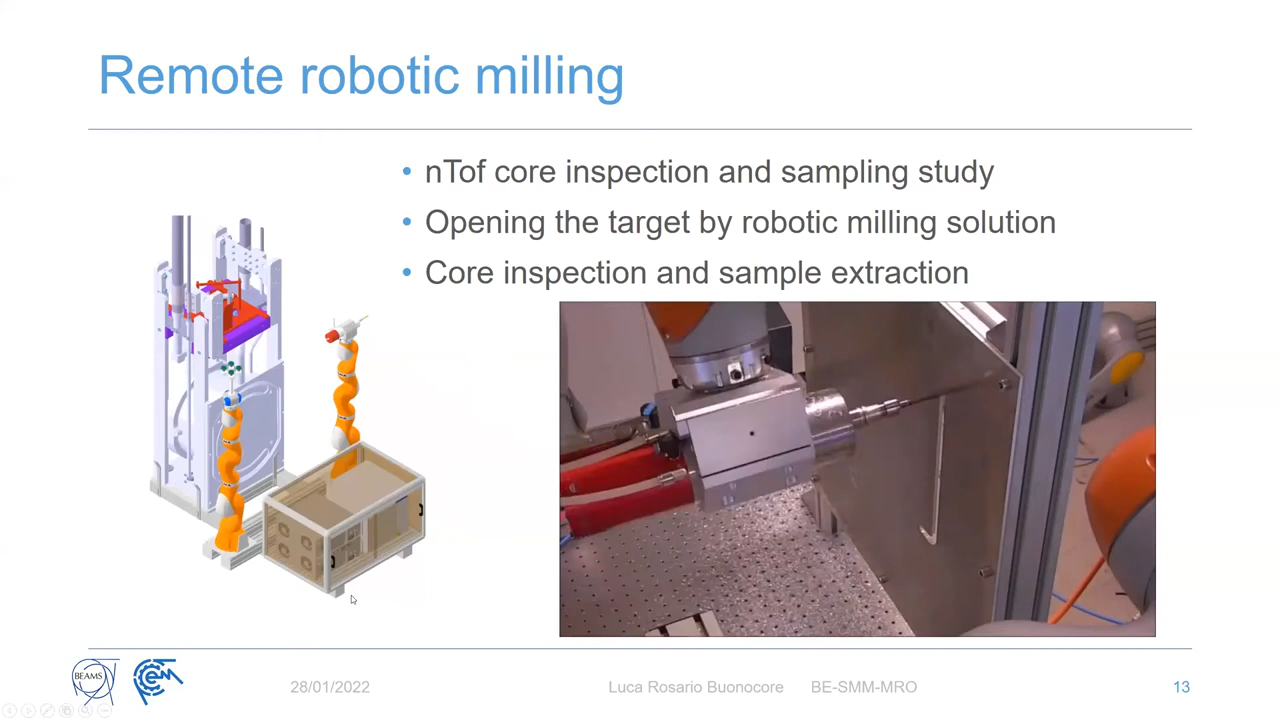 Remote robotic milling
• nTof core inspection and sampling study
• Opening the target by robotic milling solution
• Core inspection and sample extraction
BEAMS
28/01/2022
Luca Rosario Buonocore BE-SMM-MRO
13